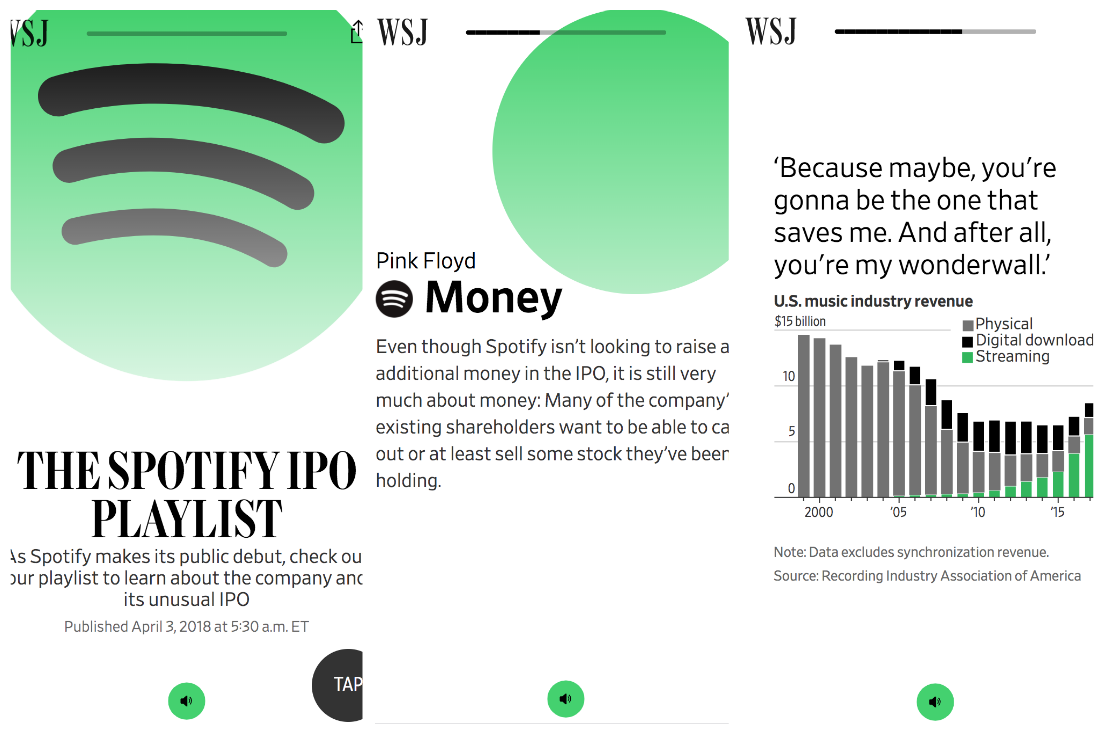 WSJ
THE SPOTIFY IPO
PLAYLIST
As Spotify makes its public debut, check ou
our playlist to learn about the company and
its unusual IPO
Published April 3, 2018 at 5:30 a.m. ET
TAP
WSJ
Pink Floyd
Money
Even though Spotify isn't looking to raise a
additional money in the IPO, it is still very
much about money: Many of the company'
existing shareholders want to be able to ca
out or at least sell some stock they've been
holding.
WSJ
‘Because maybe, you’re
gonna be the one that
saves me. And after all,
you’re my wonderwall.’
U.S. music industry revenue
$15 billion
Physical
Digital download
Streaming
10
5
0
2000
’05
’10
’15
Note: Data excludes synchronization revenue.
Source: Recording Industry Association of America